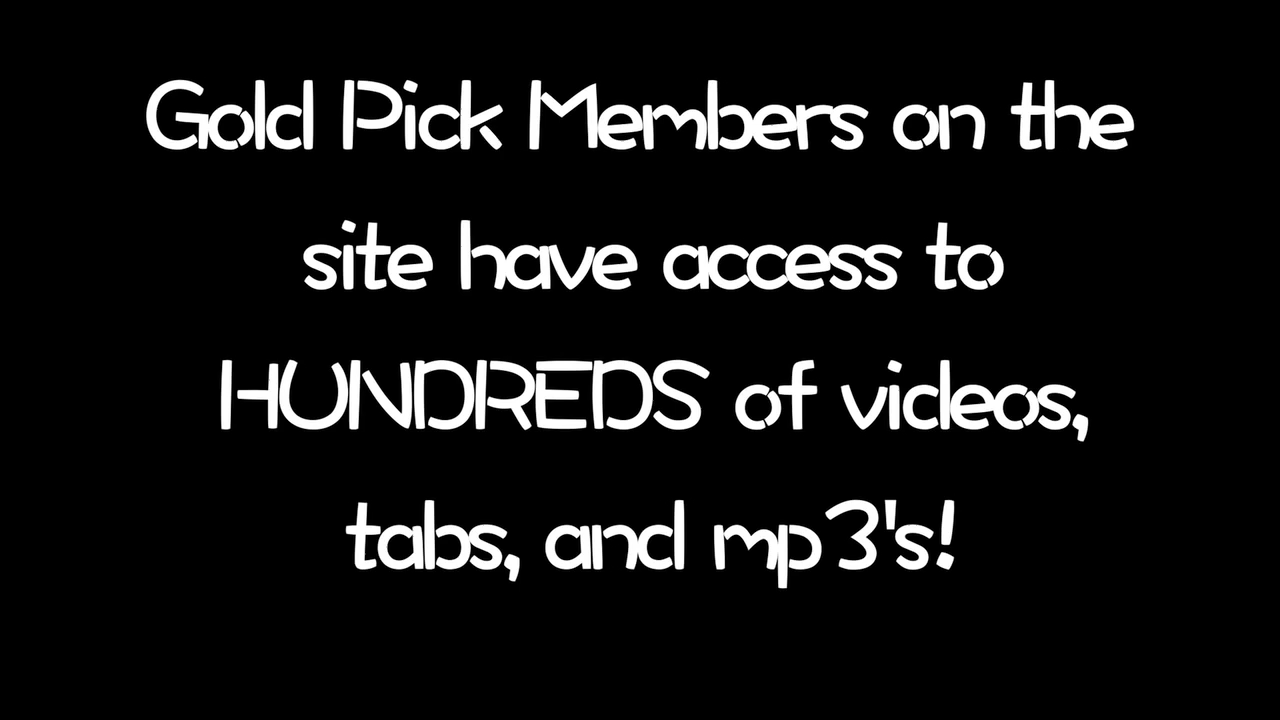 Gold Pick Members on the
site have access to
HUNDREDS of videos,
tabs, and mp3's!